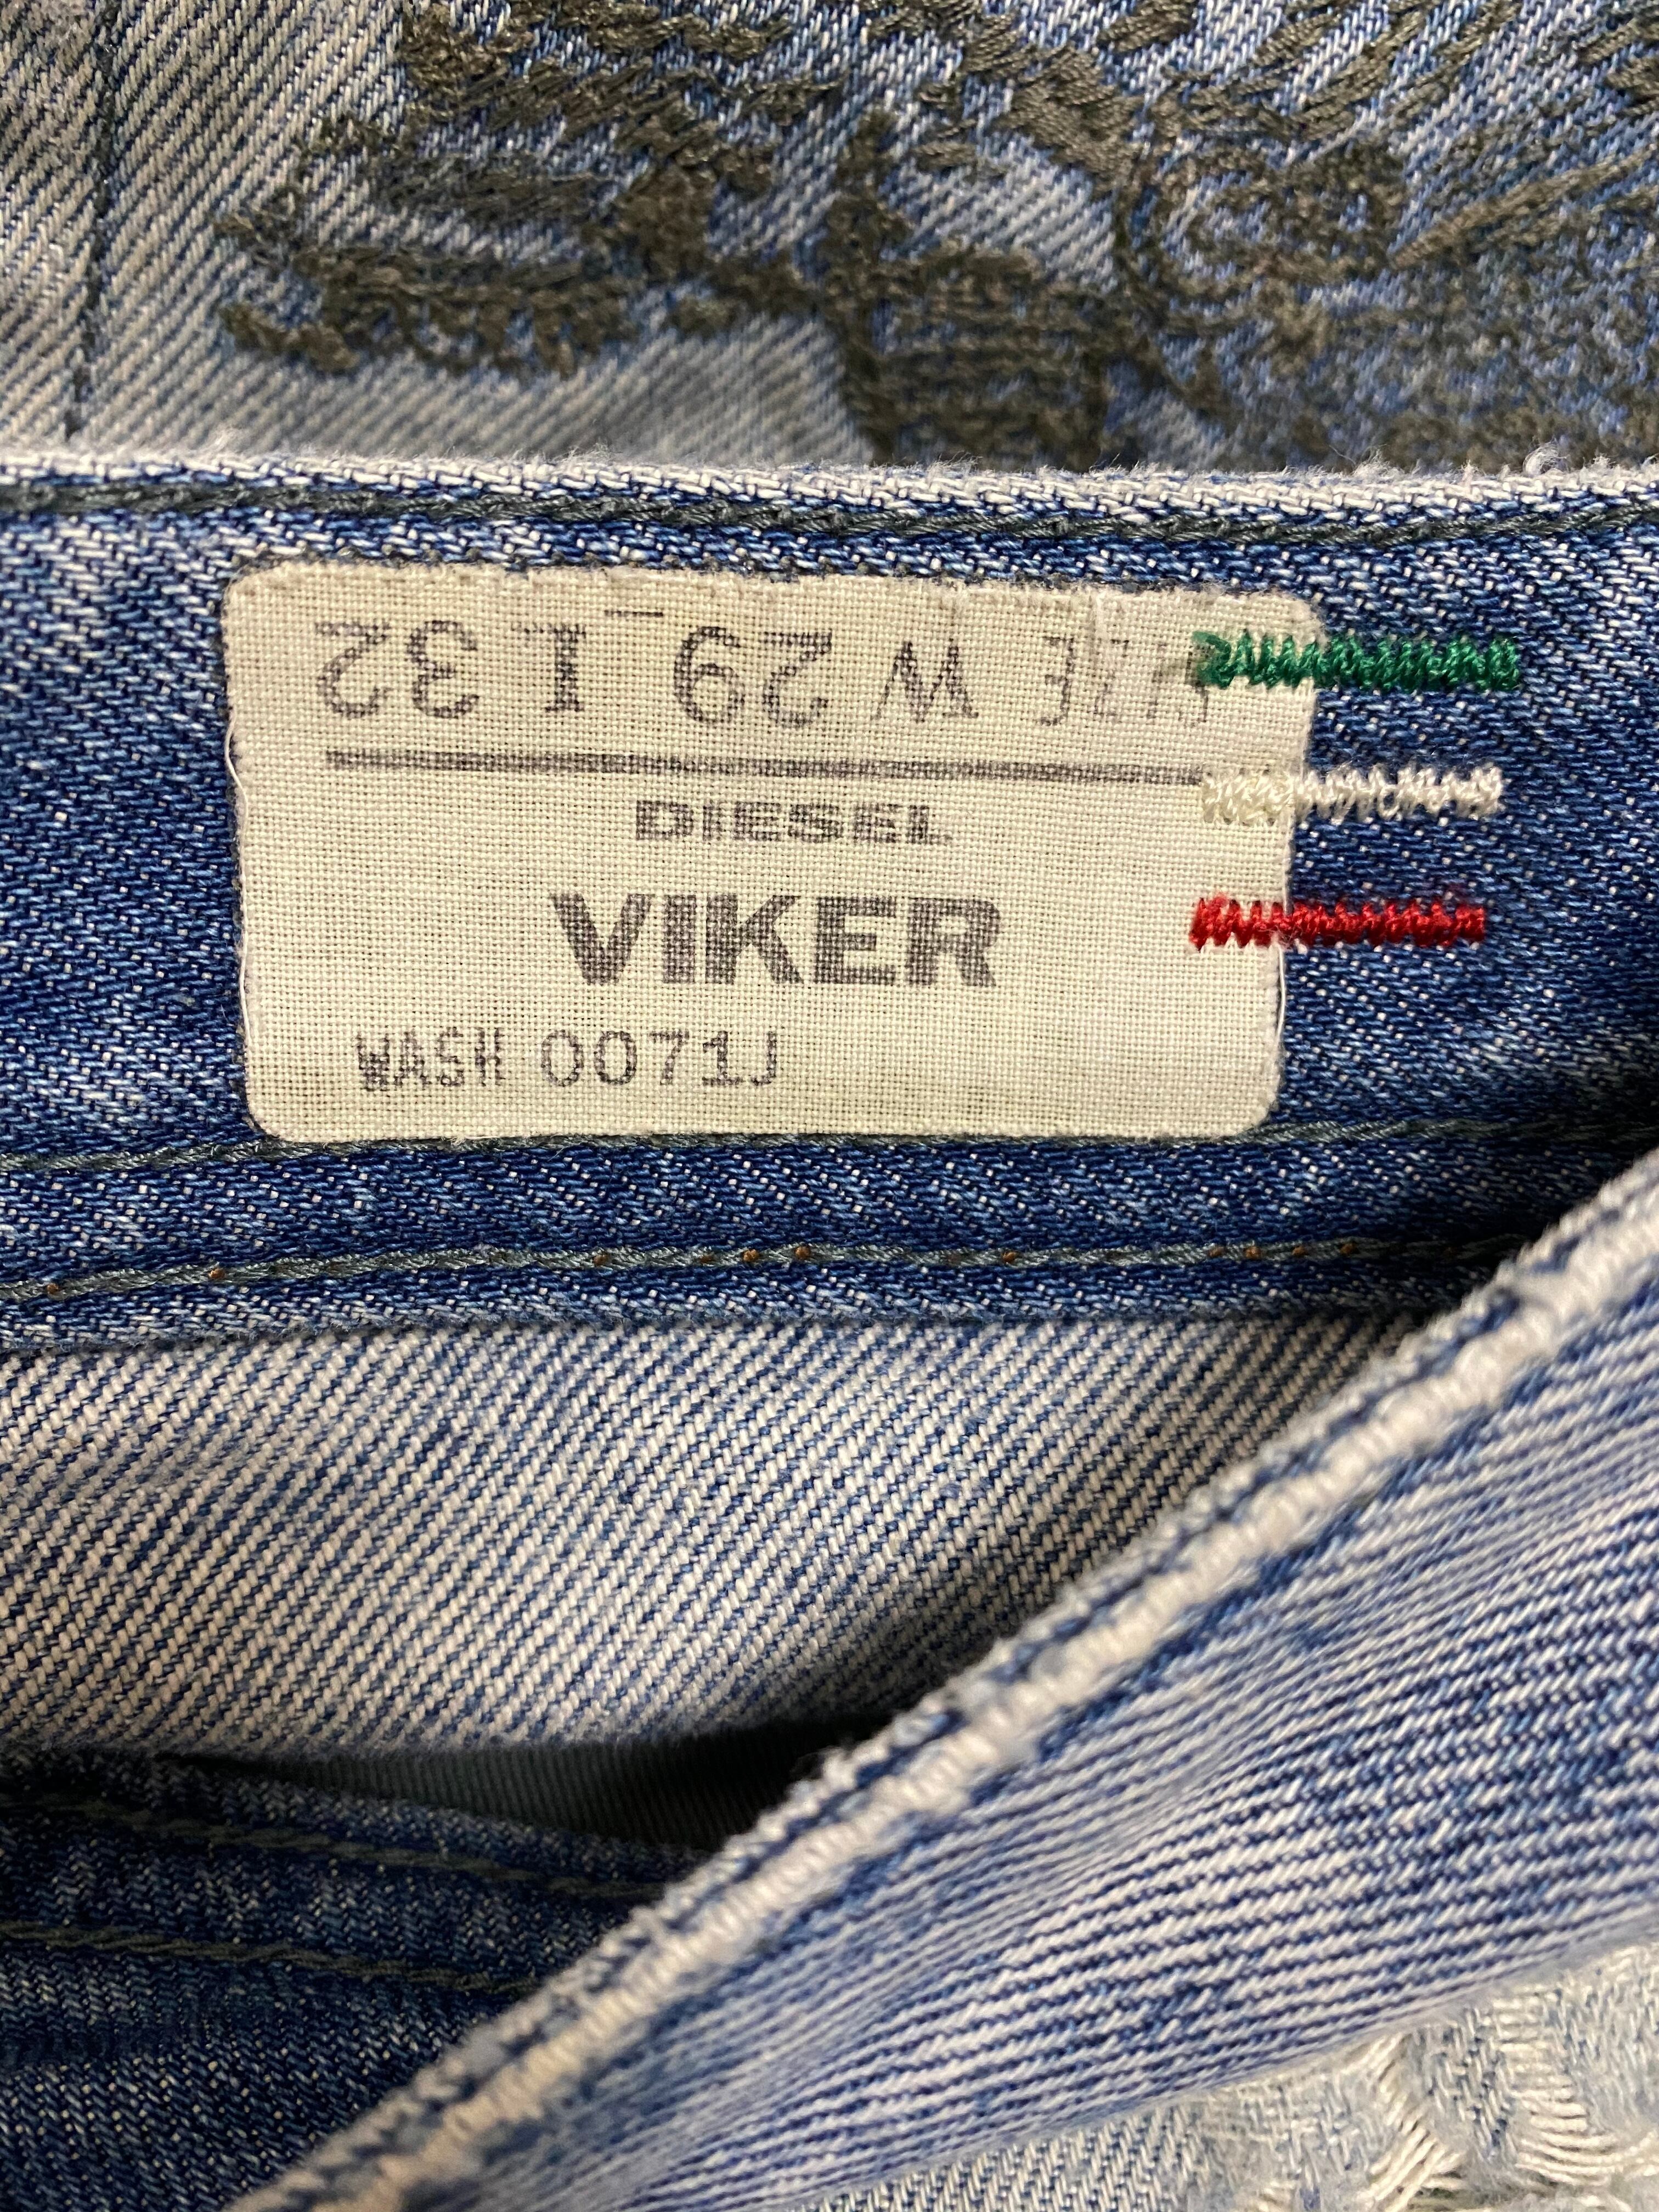 SIZE W 29 L 32
DIESEL
VIKER
WASH 0071J